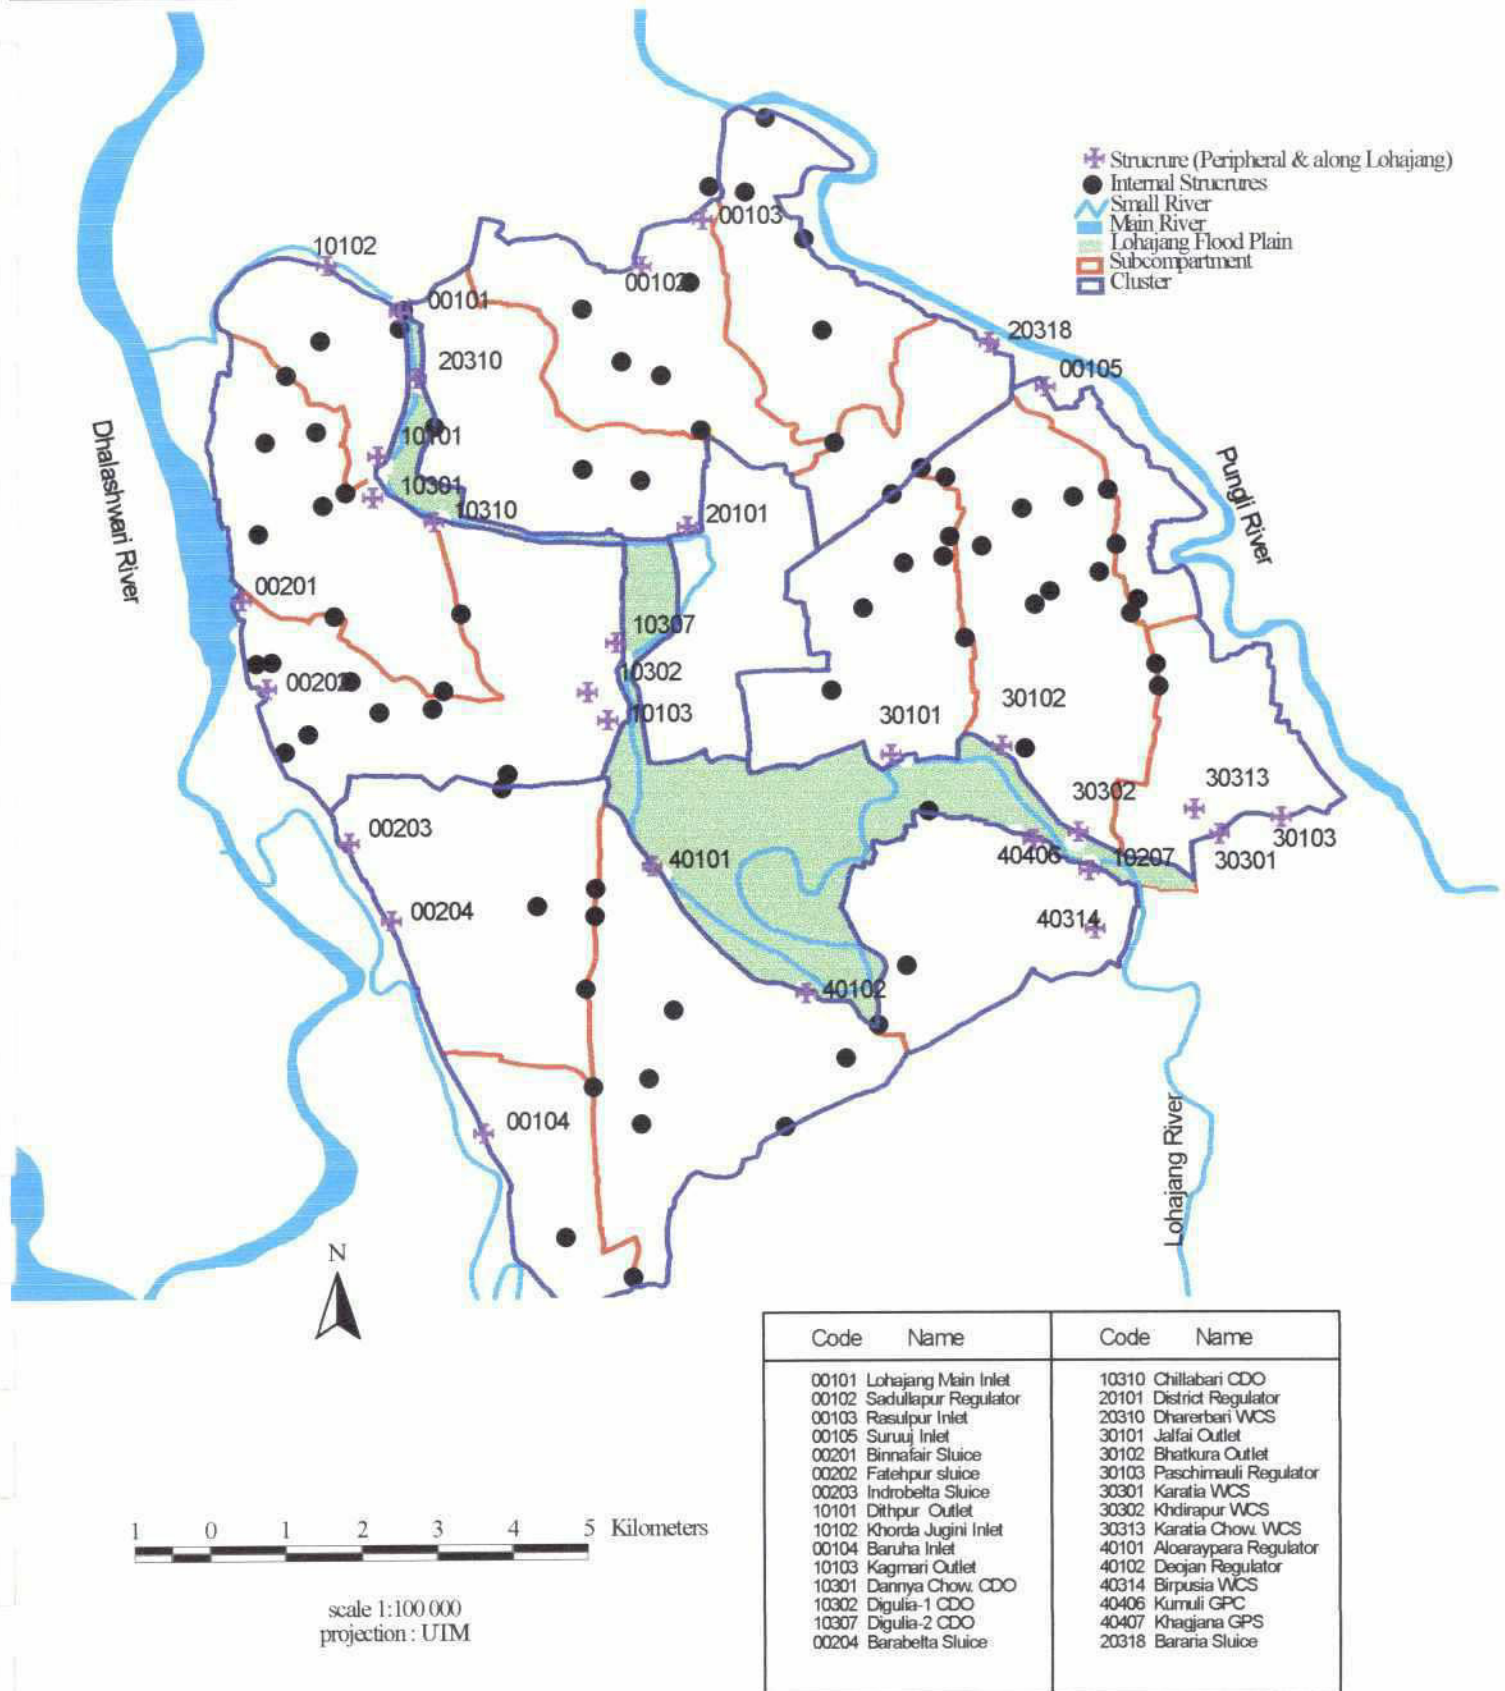 Strucrure (Peripheral & along Lohajang)
Internal Strucrures
Small River
Main River
Lohajang Flood Plain
Subcompartment
Cluster
10102
00103
00102
00101
20318
20310
00105
10101
10301
10310
20101
Dhalashwari River
Pungli River
00201
10307
10302
00202
10103
30101
30102
30302
30313
00203
40101
40406
10207
30301
30103
00204
40314
40102
00104
Lohajang River
N
Code Name
00101 Lohajang Main Inlet
00102 Sadullapur Regulator
00103 Rasulpur Inlet
00105 Suruuj Inlet
00201 Binnafair Sluice
00202 Fatehpur sluice
00203 Indrobelta Sluice
10101 Dithpur Outlet
10102 Khorda Jugini Inlet
00104 Baruha Inlet
10103 Kagmari Outlet
10301 Dannya Chow. CDO
10302 Digulia-1 CDO
10307 Digulia-2 CDO
00204 Barabelta Sluice
Code Name
10310 Chillabari CDO
20101 District Regulator
20310 Dharerbari WCS
30101 Jalfai Outlet
30102 Bhatkura Outlet
30103 Paschimauli Regulator
30301 Karatia WCS
30302 Khdirapur WCS
30313 Karatia Chow. WCS
40101 Aloaraypara Regulator
40102 Deojan Regulator
40314 Birpusia WCS
40406 Kumuli GPC
40407 Khagjana GPS
20318 Bararia Sluice
1 0 1 2 3 4 5 Kilometers
scale 1:100 000
projection : UTM